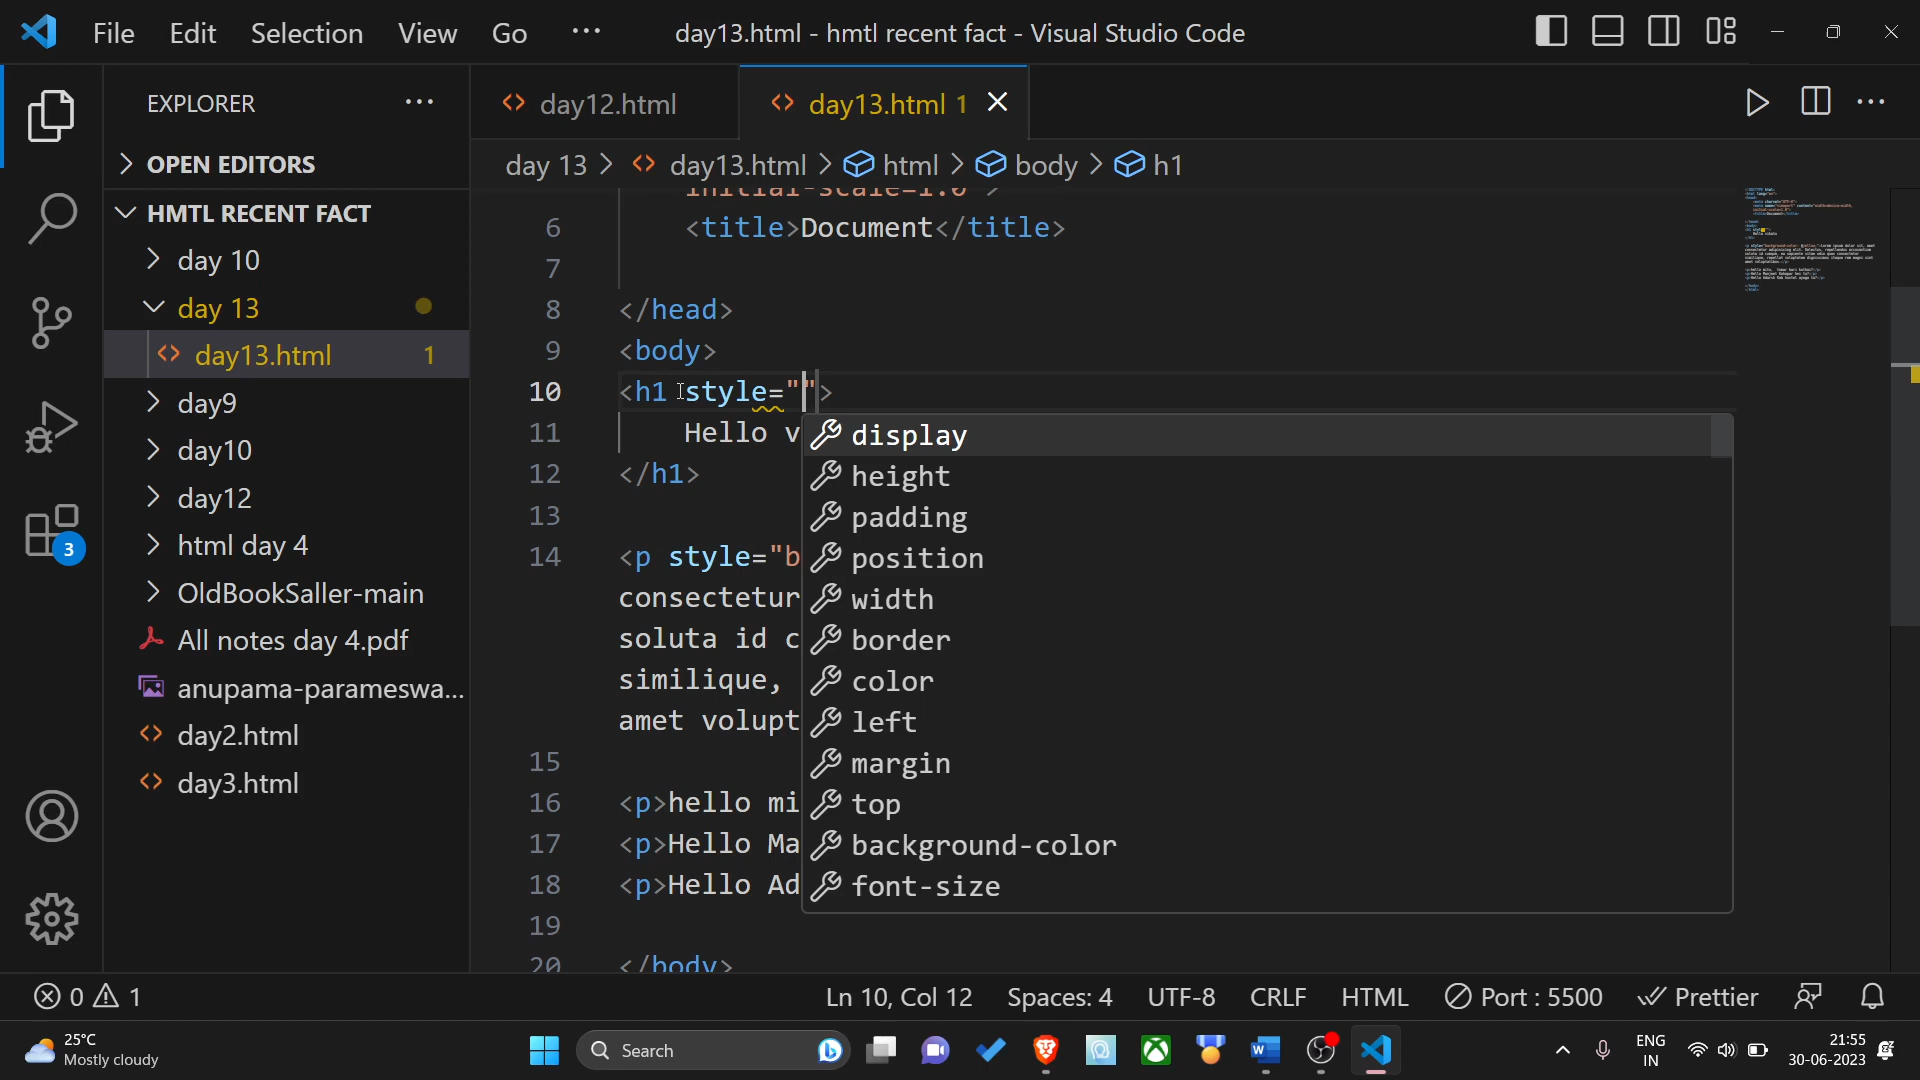 File Edit Selection View Go ··· day13.html - hmtl recent fact - Visual Studio Code
EXPLORER ···
OPEN EDITORS
HMTL RECENT FACT
day 10
day 13
day13.html 1
day9
day10
day12
html day 4
OldBookSaller-main
All notes day 4.pdf
anupama-parameswa...
day2.html
day3.html
3
day12.html day13.html 1
day 13 > day13.html > html > body > h1
initial-scale=1.0">
6 <title>Document</title>
7
8 </head>
9 <body>
10 <h1 style="">
11 Hello v
12 </h1>
13
14 <p style="b
consectetur
soluta id c
similique,
amet volupt
15
16 <p>hello mi
17 <p>Hello Ma
18 <p>Hello Ad
19
20 </body>
display
height
padding
position
width
border
color
left
margin
top
background-color
font-size
0 1 Ln 10, Col 12 Spaces: 4 UTF-8 CRLF HTML Port : 5500 Prettier
25°C
Mostly cloudy
Search
ENG
IN
21:55
30-06-2023